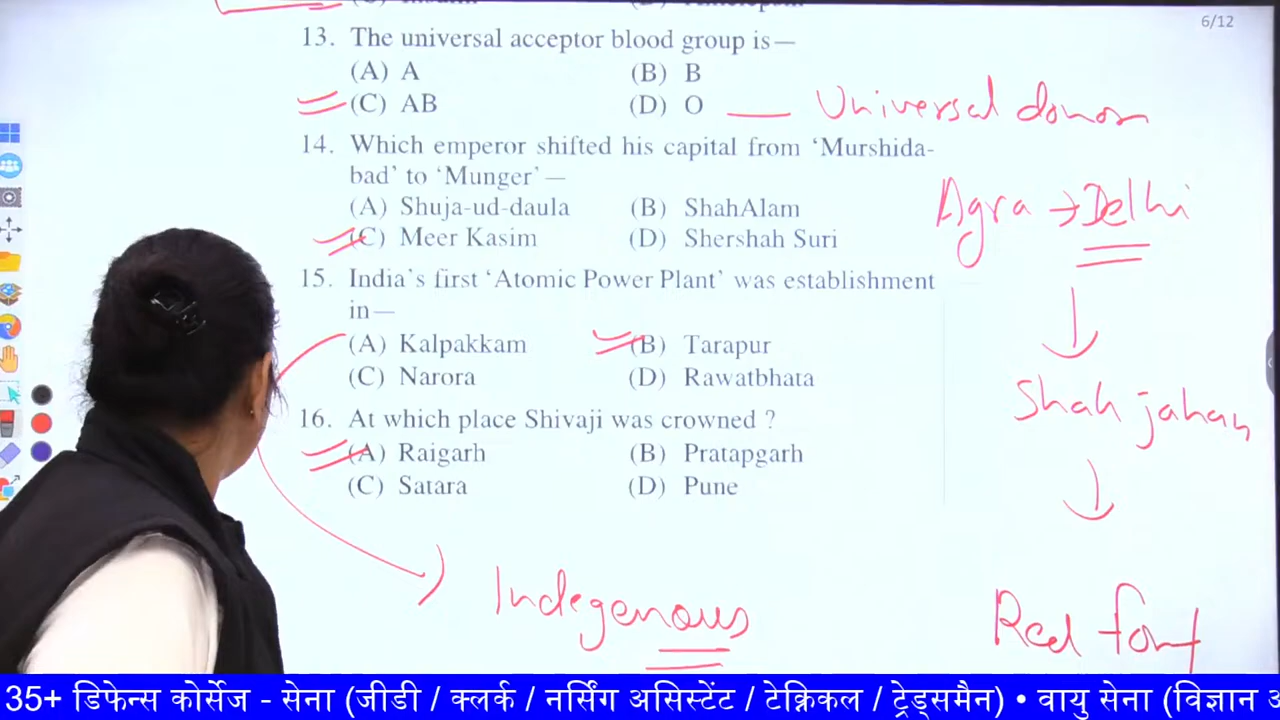 6/12
13. The universal acceptor blood group is—
(A) A (B) B
(C) AB (D) O — Universal donor
14. Which emperor shifted his capital from ‘Murshida-
bad’ to ‘Munger’—
(A) Shuja-ud-daula (B) ShahAlam
(C) Meer Kasim (D) Shershah Suri
Agra → Delhi
15. India’s first ‘Atomic Power Plant’ was establishment
in—
(A) Kalpakkam (B) Tarapur
(C) Narora (D) Rawatbhata
Shah jahan
16. At which place Shivaji was crowned ?
(A) Raigarh (B) Pratapgarh
(C) Satara (D) Pune
Indegenous
Red fort
35+ डिफेन्स कोर्सेज - सेना (जीडी / क्लर्क / नर्सिंग असिस्टेंट / टेक्निकल / ट्रेड्समैन) • वायु सेना (विज्ञान